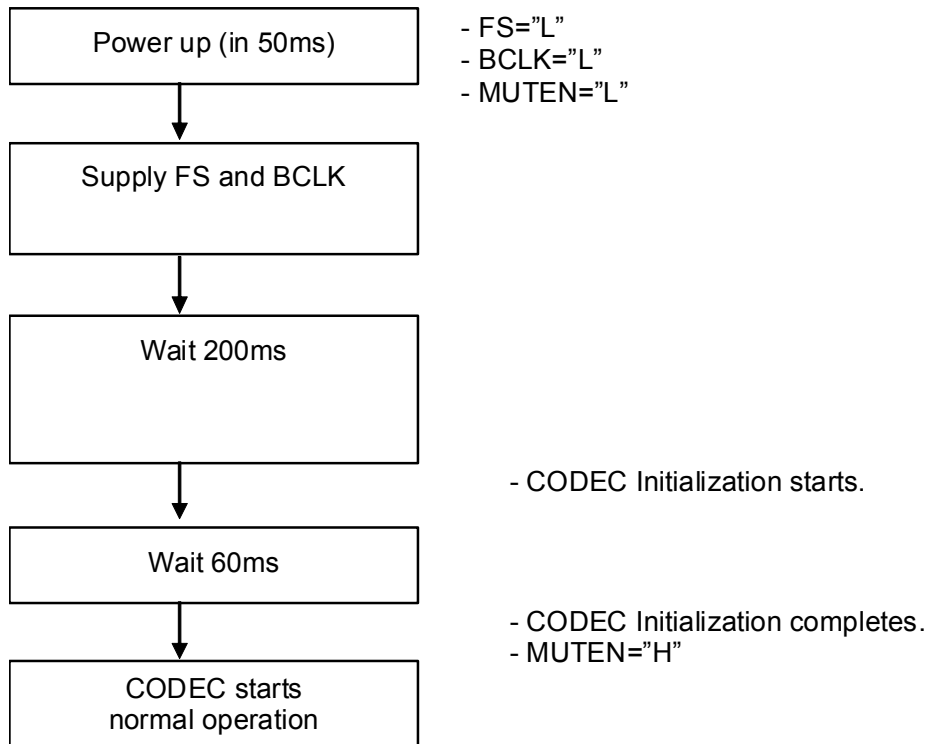 Power up (in 50ms)
- FS=”L”
- BCLK=”L”
- MUTEN=”L”
Supply FS and BCLK
Wait 200ms
- CODEC Initialization starts.
Wait 60ms
- CODEC Initialization completes.
- MUTEN=”H”
CODEC starts
normal operation